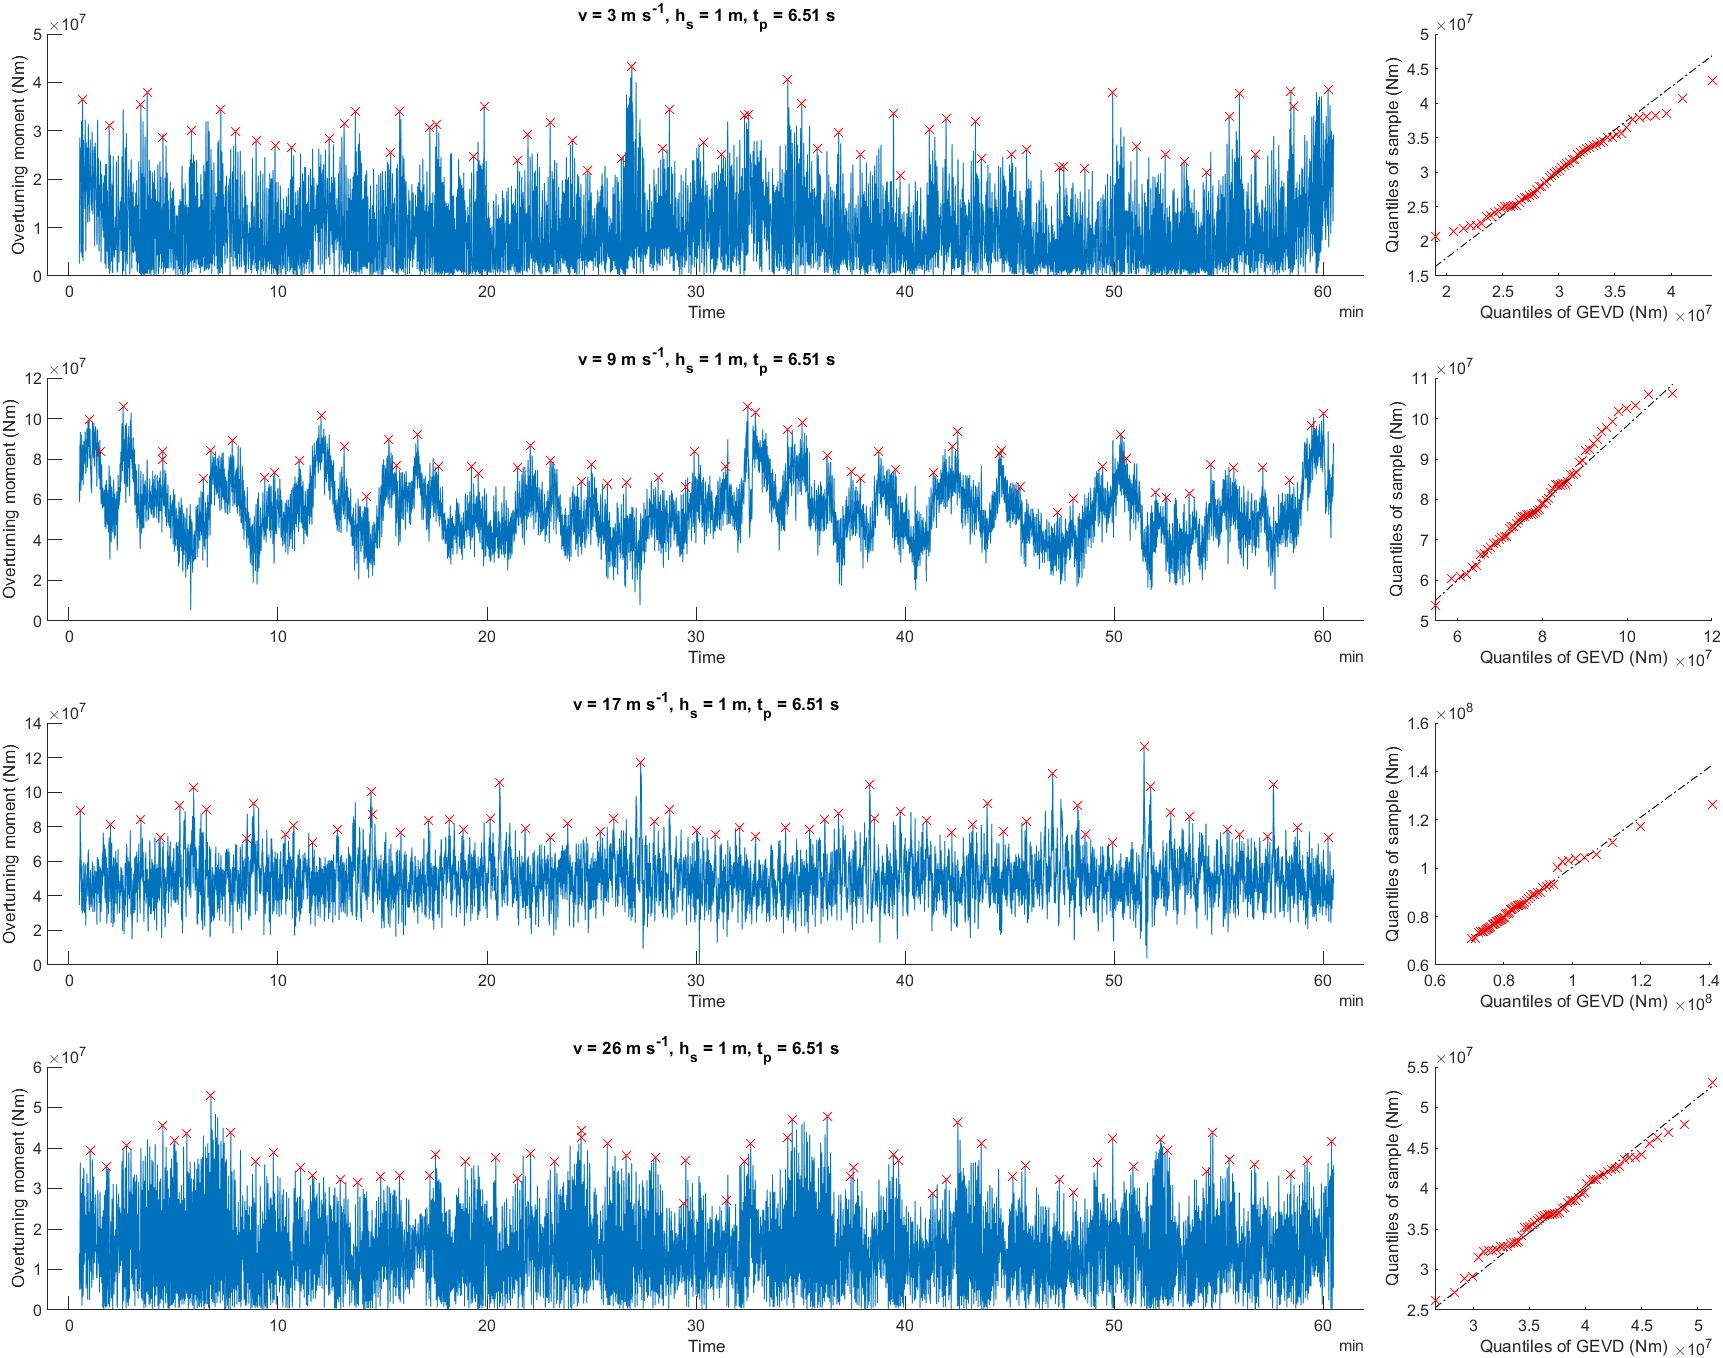 v = 3 m s-1, hs = 1 m, tp = 6.51 s
×10^7
5
4
3
2
1
0
Overturning moment (Nm)
0 10 20 30 40 50 60
Time
min
×10^7
5
4.5
4
3.5
3
2.5
2
1.5
Quantiles of sample (Nm)
2 2.5 3 3.5 4
Quantiles of GEVD (Nm) ×10^7
v = 9 m s-1, hs = 1 m, tp = 6.51 s
×10^7
12
10
8
6
4
2
0
Overturning moment (Nm)
0 10 20 30 40 50 60
Time
min
×10^7
11
10
9
8
7
6
5
Quantiles of sample (Nm)
6 8 10 12
Quantiles of GEVD (Nm) ×10^7
v = 17 m s-1, hs = 1 m, tp = 6.51 s
×10^7
14
12
10
8
6
4
2
0
Overturning moment (Nm)
0 10 20 30 40 50 60
Time
min
×10^8
1.6
1.4
1.2
1
0.8
0.6
Quantiles of sample (Nm)
0.6 0.8 1 1.2 1.4
Quantiles of GEVD (Nm) ×10^8
v = 26 m s-1, hs = 1 m, tp = 6.51 s
×10^7
6
5
4
3
2
1
0
Overturning moment (Nm)
0 10 20 30 40 50 60
Time
min
×10^7
5.5
5
4.5
4
3.5
3
2.5
Quantiles of sample (Nm)
3 3.5 4 4.5 5
Quantiles of GEVD (Nm) ×10^7